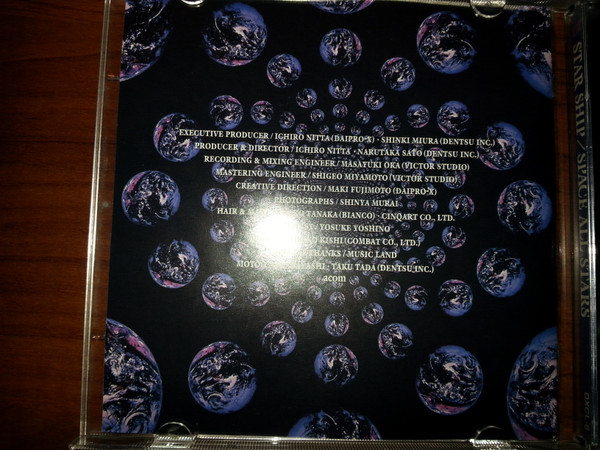 EXECUTIVE PRODUCER / ICHIRO NITTA (DAIPRO-X) · SHINKI MIURA (DENTSU INC.)
PRODUCER & DIRECTOR / ICHIRO NITTA · NARUTAKA SATO (DENTSU INC.)
RECORDING & MIXING ENGINEER / MASAYUKI OKA (VICTOR STUDIO)
MASTERING ENGINEER / SHIGEO MIYAMOTO (VICTOR STUDIO)
CREATIVE DIRECTION / MAKI FUJIMOTO (DAIPRO-X)
PHOTOGRAPHS / SHINYA MURAI
HAIR & TANAKA (BIANCO) · CINQART CO., LTD.
YOSUKE YOSHINO
KISHI (COMBAT CO., LTD.)
THANKS / MUSIC LAND
TAKU TADA (DENTSU INC.)
acom
STAR SHIP / SPACE ALL STARS